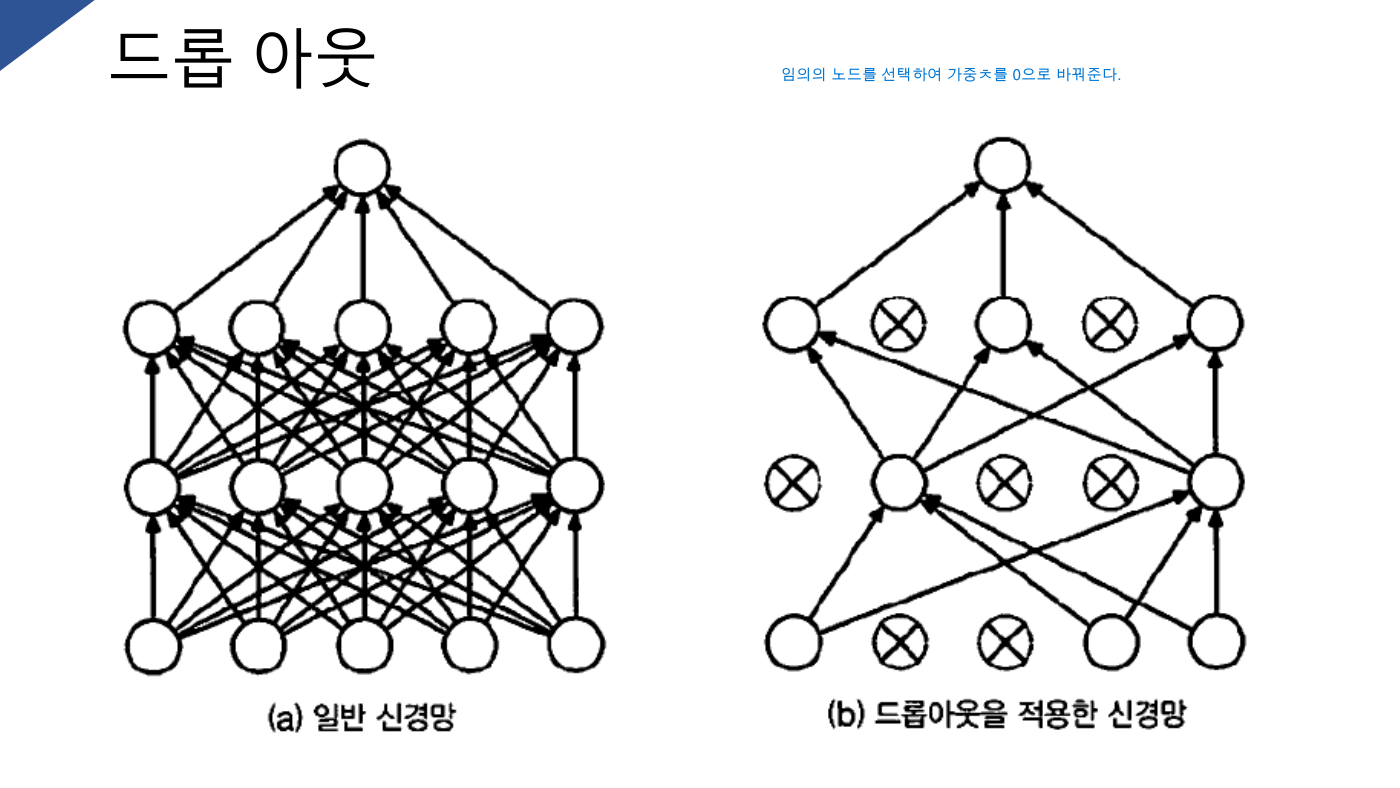 드롭 아웃
임의의 노드를 선택하여 가중ㅊ를 0으로 바꿔준다.
(a) 일반 신경망
(b) 드롭아웃을 적용한 신경망